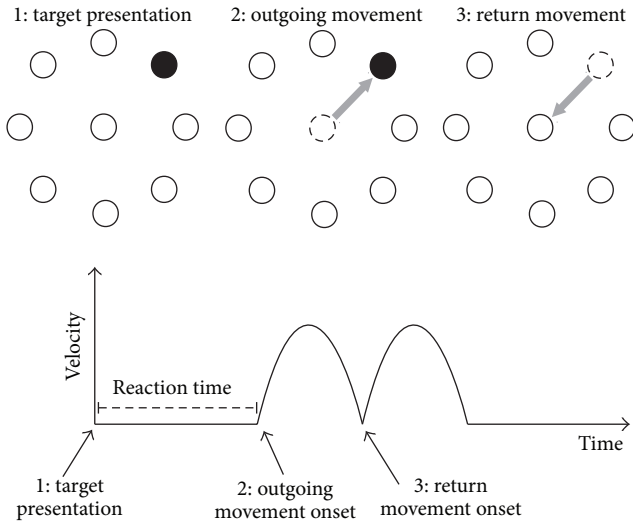 1: target presentation
2: outgoing movement
3: return movement
Velocity
Reaction time
Time
1: target
presentation
2: outgoing
movement onset
3: return
movement onset